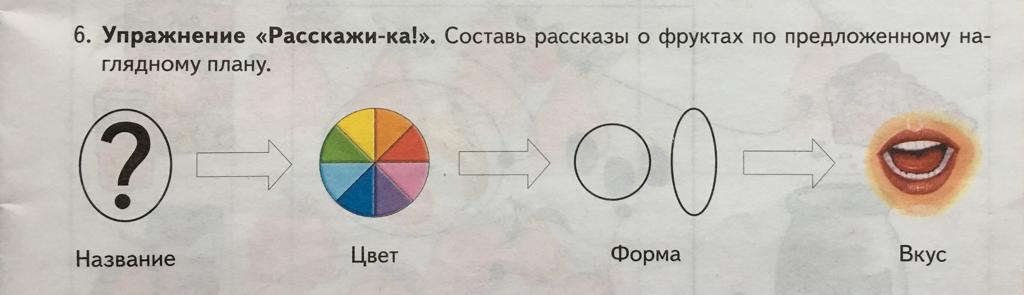 6. Упражнение «Расскажи-ка!». Составь рассказы о фруктах по предложенному на-
глядному плану.
?
Название
Цвет
Форма
Вкус